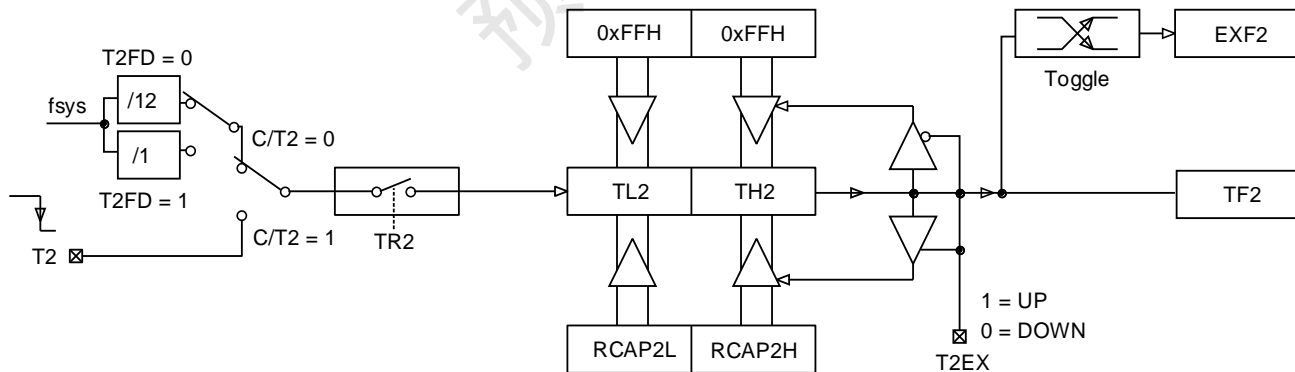 预
0xFFH 0xFFH
EXF2
T2FD = 0
Toggle
/12
fsys
C/T2 = 0
/1
TL2 TH2
TF2
T2FD = 1
C/T2 = 1
TR2
T2
1 = UP
0 = DOWN
RCAP2L RCAP2H
T2EX